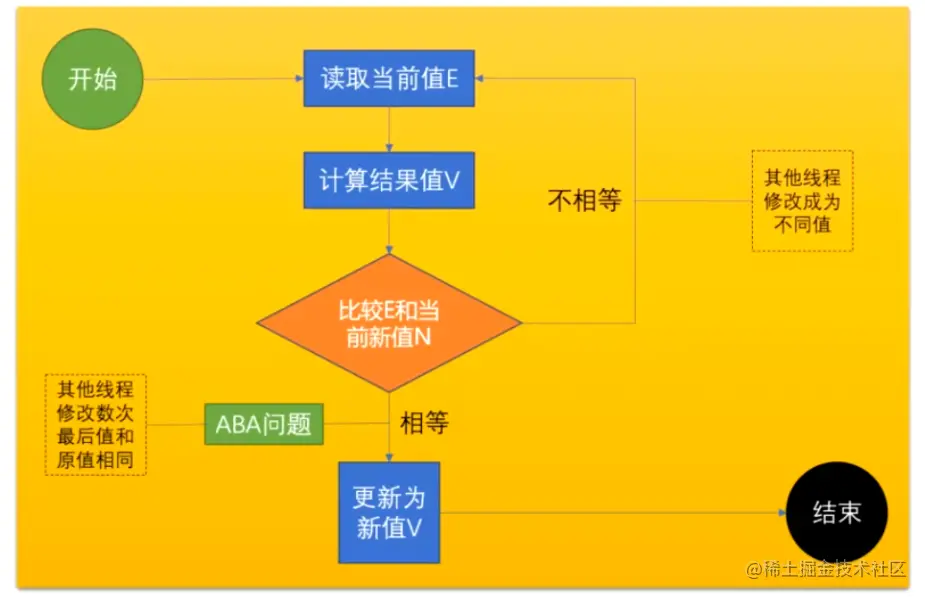 开始
读取当前值E
计算结果值V
不相等
其他线程
修改成为
不同值
比较E和当
前新值N
其他线程
修改数次
最后值和
原值相同
ABA问题
相等
更新为
新值V
结束
@稀土掘金技术社区